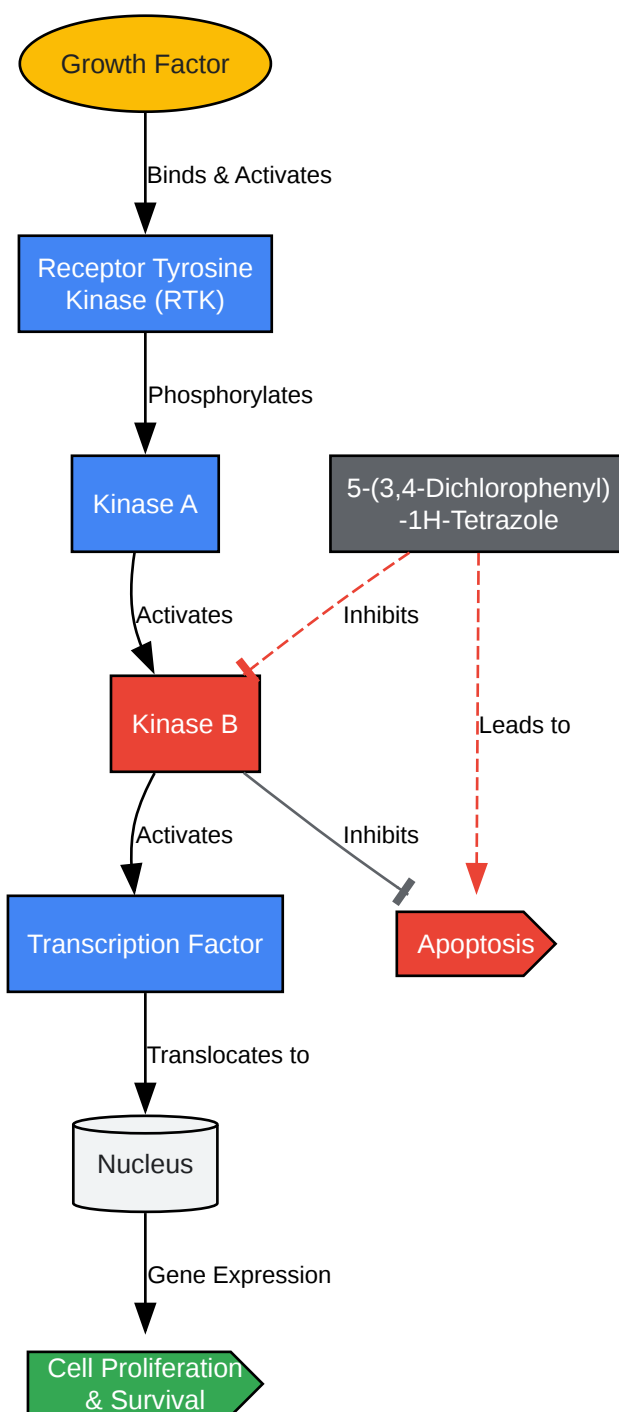 Growth Factor
Binds & Activates
Receptor Tyrosine
Kinase (RTK)
Phosphorylates
Kinase A
5-(3,4-Dichlorophenyl)
-1H-Tetrazole
Activates
Inhibits
Kinase B
Leads to
Activates
Inhibits
Transcription Factor
Apoptosis
Translocates to
Nucleus
Gene Expression
Cell Proliferation
& Survival